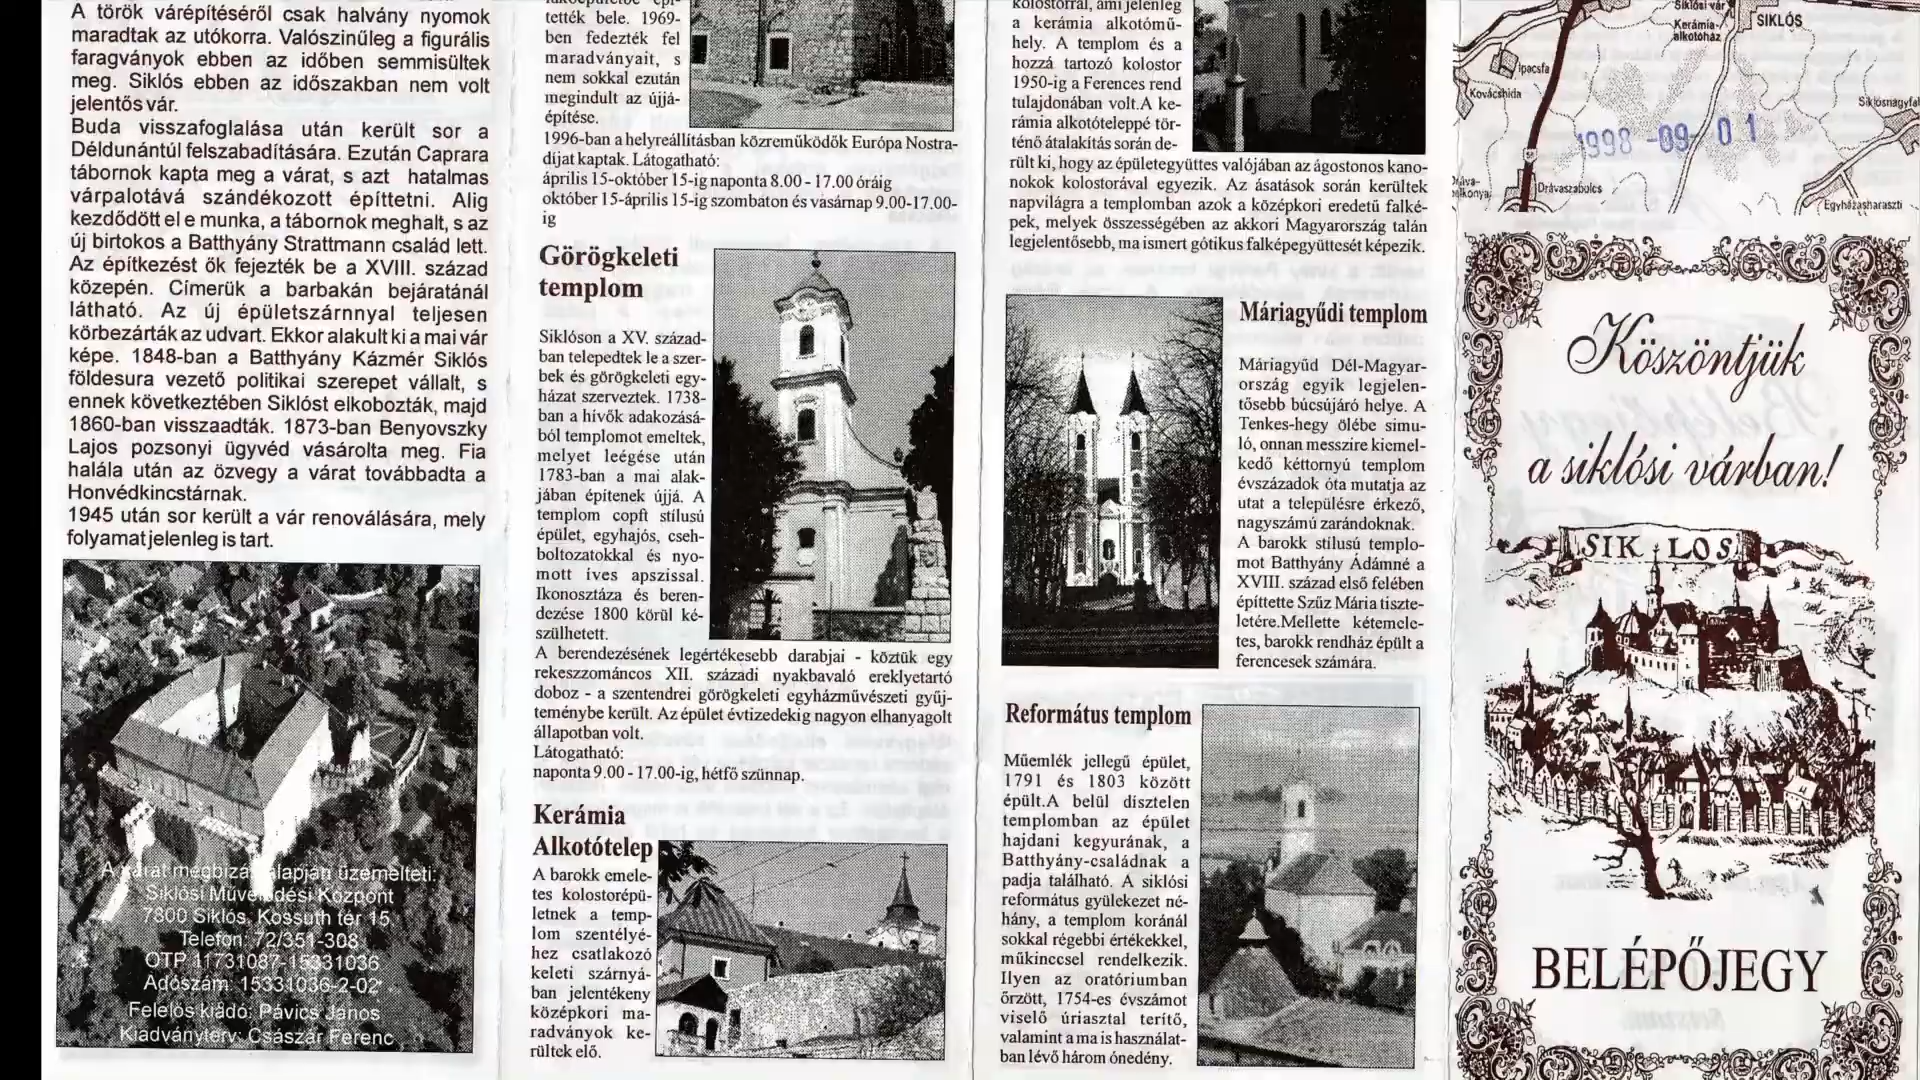 A török várépítéséről csak halvány nyomok
maradtak az utókorra. Valószinűleg a figurális
faragványok ebben az időben semmisültek
meg. Siklós ebben az időszakban nem volt
jelentős vár.
Buda visszafoglalása után került sor a
Déldunántúl felszabadítására. Ezután Caprara
tábornok kapta meg a várat, s azt hatalmas
várpalotává szándékozott építtetni. Alig
kezdődött el e munka, a tábornok meghalt, s az
új birtokos a Batthyány Strattmann család lett.
Az építkezést ők fejezték be a XVIII. század
közepén. Címerük a barbakán bejáratánál
látható. Az új épületszárnnyal teljesen
körbezárták az udvart. Ekkor alakult ki a mai vár
képe. 1848-ban a Batthyány Kázmér Siklós
földesura vezető politikai szerepet vállalt, s
ennek következtében Siklóst elkobozták, majd
1860-ban visszaadták. 1873-ban Benyovszky
Lajos pozsonyi ügyvéd vásárolta meg. Fia
halála után az özvegy a várat továbbadta a
Honvédkincstárnak.
1945 után sor került a vár renoválására, mely
folyamat jelenleg is tart.
A várat megbízás alapján üzemelteti:
Siklósi Művelődési Központ
7800 Siklós, Kossuth tér 15.
Telefon: 72/351-308
OTP 11731087-15331036
Adószám: 15331036-2-02
Felelős kiadó: Pávics János
Kiadványterv: Császár Ferenc
tették bele. 1969-
ben fedezték fel
maradványait, s
nem sokkal ezután
megindult az újjá-
építése.
1996-ban a helyreállításban közreműködők Európa Nostra-
díjat kaptak. Látogatható:
április 15-október 15-ig naponta 8.00 - 17.00 óráig
október 15-április 15-ig szombaton és vasárnap 9.00-17.00-
ig
Görögkeleti
templom
Siklóson a XV. század-
ban telepedtek le a szer-
bek és görögkeleti egy-
házat szerveztek. 1738-
ban a hívők adakozásá-
ból templomot emeltek,
melyet leégése után
1783-ban a mai alak-
jában építenek újjá. A
templom copft stílusú
épület, egyhajós, cseh-
boltozatokkal és nyo-
mott íves apszissal.
Ikonosztáza és beren-
dezése 1800 körül ké-
szülhetett.
A berendezésének legértékesebb darabjai - köztük egy
rekeszzománcos XII. századi nyakbavaló ereklyetartó
doboz - a szentendrei görögkeleti egyházművészeti gyűj-
teménybe került. Az épület évtizedekig nagyon elhanyagolt
állapotban volt.
Látogatható:
naponta 9.00 - 17.00-ig, hétfő szünnap.
Kerámia
Alkotótelep
A barokk emele-
tes kolostorépü-
letnek a temp-
lom szentélyé-
hez csatlakozó
keleti szárnyá-
ban jelentékeny
középkori ma-
radványok ke-
rültek elő.
kolostorral, ami jelenleg
a kerámia alkotómű-
hely. A templom és a
hozzá tartozó kolostor
1950-ig a Ferences rend
tulajdonában volt.A ke-
rámia alkotóteleppé tör-
ténő átalakítás során de-
rült ki, hogy az épületegyüttes valójában az ágostonos kano-
nokok kolostorával egyezik. Az ásatások során kerültek
napvilágra a templomban azok a középkori eredetű falké-
pek, melyek összességében az akkori Magyarország talán
legjelentősebb, ma ismert gótikus falképegyüttesét képezik.
Máriagyűdi templom
Máriagyűd Dél-Magyar-
ország egyik legjelen-
tősebb búcsújáró helye. A
Tenkes-hegy ölébe simu-
ló, onnan messzire kiemel-
kedő kéttornyú templom
évszázadok óta mutatja az
utat a településre érkező,
nagyszámú zarándoknak.
A barokk stílusú templo-
mot Batthyány Ádámné a
XVIII. század első felében
építtette Szűz Mária tiszte-
letére.Mellette kétemele-
tes, barokk rendház épült a
ferencesek számára.
Református templom
Műemlék jellegű épület,
1791 és 1803 között
épült.A belül dísztelen
templomban az épület
hajdani kegyurának, a
Batthyány-családnak a
padja található. A siklósi
református gyülekezet né-
hány, a templom koránál
sokkal régebbi értékekkel,
műkinccsel rendelkezik.
Ilyen az oratóriumban
őrzött, 1754-es évszámot
viselő úriasztal terítő,
valamint a ma is használat-
ban lévő három ónedény.
Siklósi vár
SIKLÓS
Kerámia-
alkotóház
Ipacsfa
Kovácshida
Siklósnagyfal
1998 -09- 01
Drávaszabolcs
Egyházasharaszti
Köszöntjük
a siklósi várban!
SIKLOS
BELÉPŐJEGY